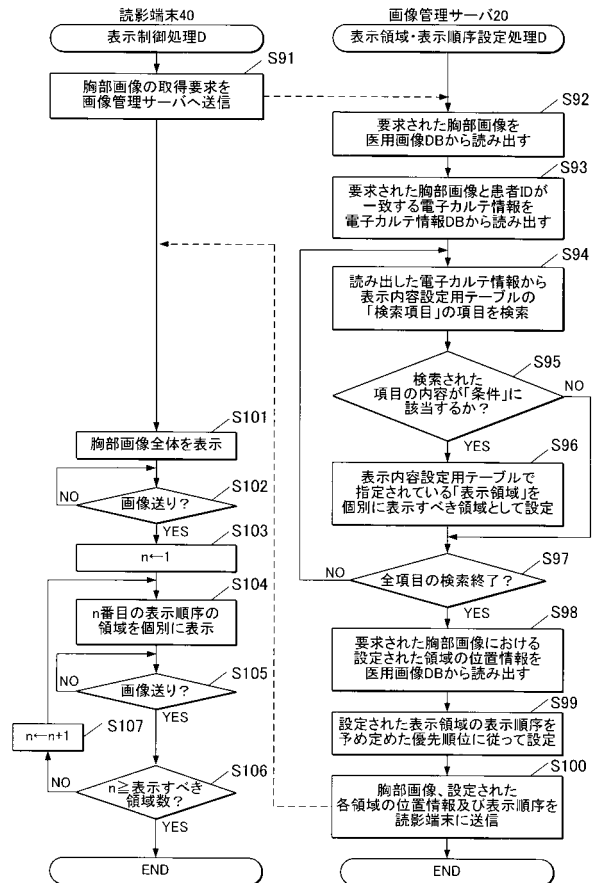 読影端末40
表示制御処理D
S91
胸部画像の取得要求を
画像管理サーバへ送信
S101
胸部画像全体を表示
S102
画像送り?
NO
YES
S103
n←1
S104
n番目の表示順序の
領域を個別に表示
S105
画像送り?
NO
YES
S107
n←n+1
S106
n≧表示すべき
領域数?
NO
YES
END
画像管理サーバ20
表示領域・表示順序設定処理D
S92
要求された胸部画像を
医用画像DBから読み出す
S93
要求された胸部画像と患者IDが
一致する電子カルテ情報を
電子カルテ情報DBから読み出す
S94
読み出した電子カルテ情報から
表示内容設定用テーブルの
「検索項目」の項目を検索
S95
検索された
項目の内容が「条件」に
該当するか?
NO
YES
S96
表示内容設定用テーブルで
指定されている「表示領域」を
個別に表示すべき領域として設定
S97
全項目の検索終了?
NO
YES
S98
要求された胸部画像における
設定された領域の位置情報を
医用画像DBから読み出す
S99
設定された表示領域の表示順序を
予め定めた優先順位に従って設定
S100
胸部画像、設定された
各領域の位置情報及び表示順序を
読影端末に送信
END